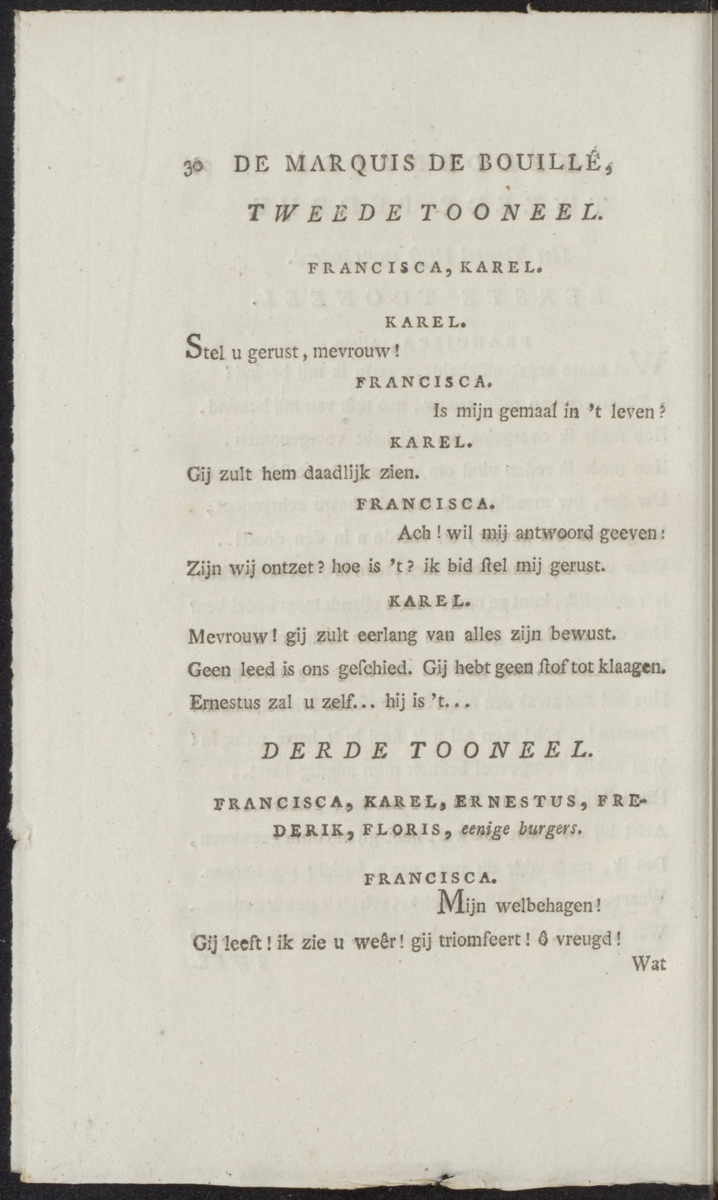 30 DE MARQUIS DE BOUILLÉ,
TWEEDE TOONEEL.
FRANCISCA, KAREL.
KAREL.
Stel u gerust, mevrouw!
FRANCISCA.
Is mijn gemaal in 't leven?
KAREL.
Gij zult hem daadlijk zien.
FRANCISCA.
Ach! wil mij antwoord geeven:
Zijn wij ontzet? hoe is 't? ik bid ſtel mij gerust.
KAREL.
Mevrouw! gij zult eerlang van alles zijn bewust.
Geen leed is ons geſchied. Gij hebt geen ſtof tot klaagen.
Ernestus zal u zelf... hij is 't...
DERDE TOONEEL.
FRANCISCA, KAREL, ERNESTUS, FRE-
DERIK, FLORIS, eenige burgers.
FRANCISCA.
Mijn welbehagen!
Gij leeft! ik zie u weêr! gij triomfeert! ô vreugd!
Wat